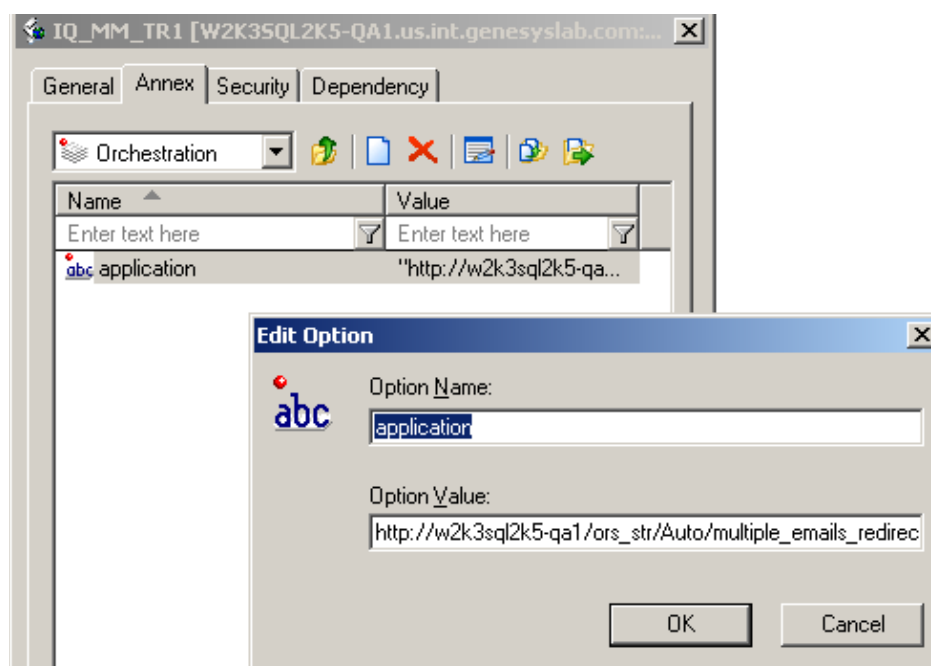 IQ_MM_TR1 [W2K3SQL2K5-QA1.us.int.genesyslab.com:...
General Annex Security Dependency
Orchestration
Name Value
Enter text here Enter text here
abc application "http://w2k3sql2k5-qa...
Edit Option
abc
Option Name:
application
Option Value:
http://w2k3sql2k5-qa1/ors_str/Auto/multiple_emails_redirec
OK Cancel